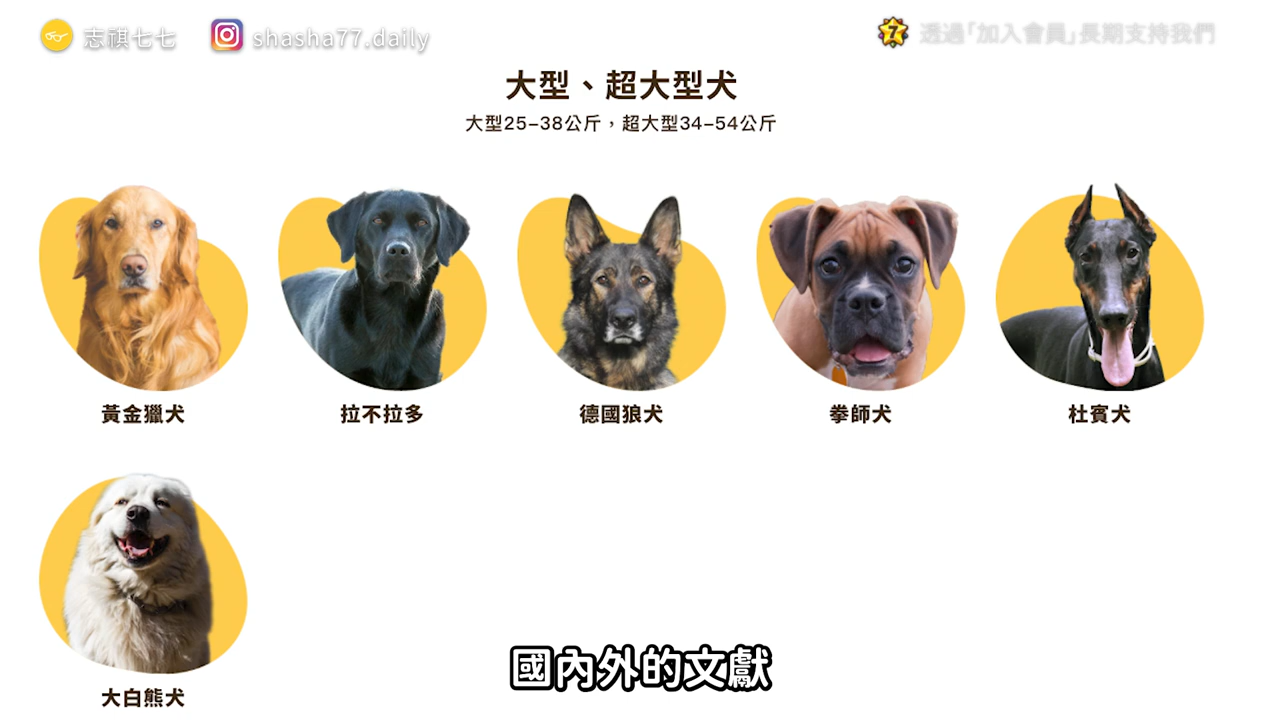 志祺七七
shasha77.daily
7
透過「加入會員」長期支持我們
大型、超大型犬
大型25–38公斤，超大型34–54公斤
黃金獵犬
拉不拉多
德國狼犬
拳師犬
杜賓犬
大白熊犬
國內外的文獻